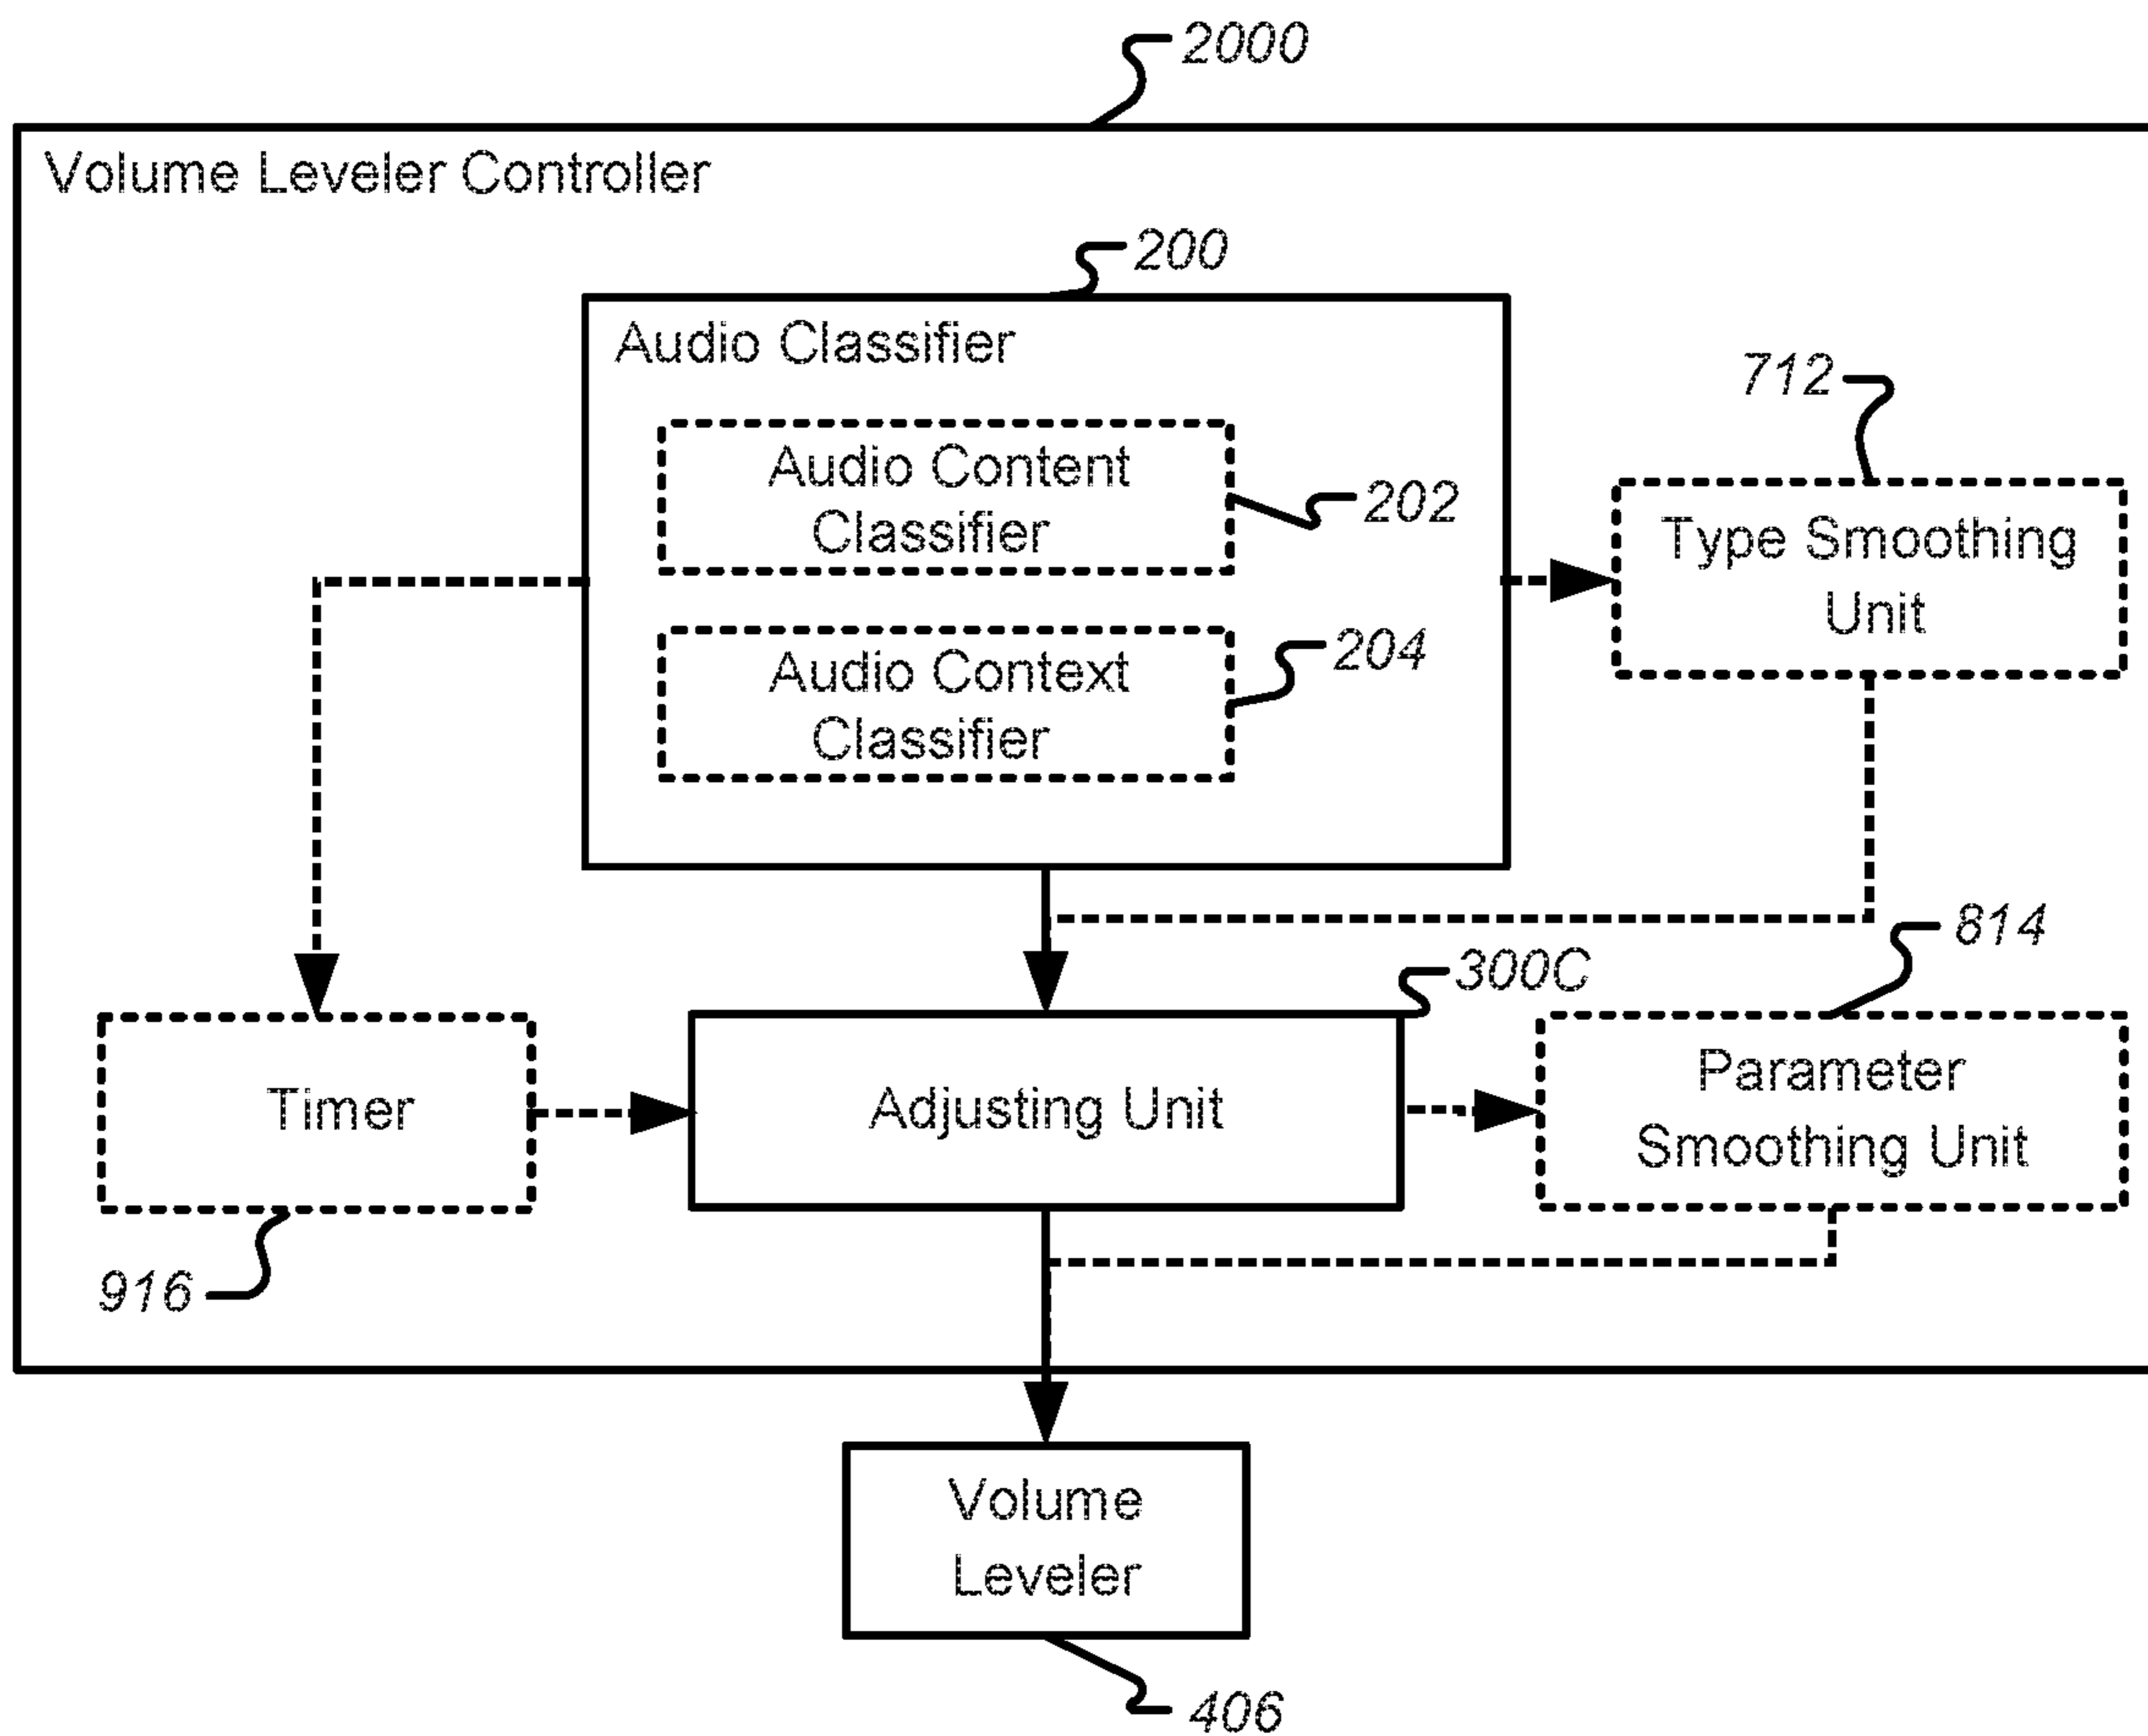 2000
Volume Leveler Controller
200
Audio Classifier
712
Audio Content
Classifier
202
Type Smoothing
Unit
204
Audio Context
Classifier
814
300C
Timer
Adjusting Unit
Parameter
Smoothing Unit
916
Volume
Leveler
406